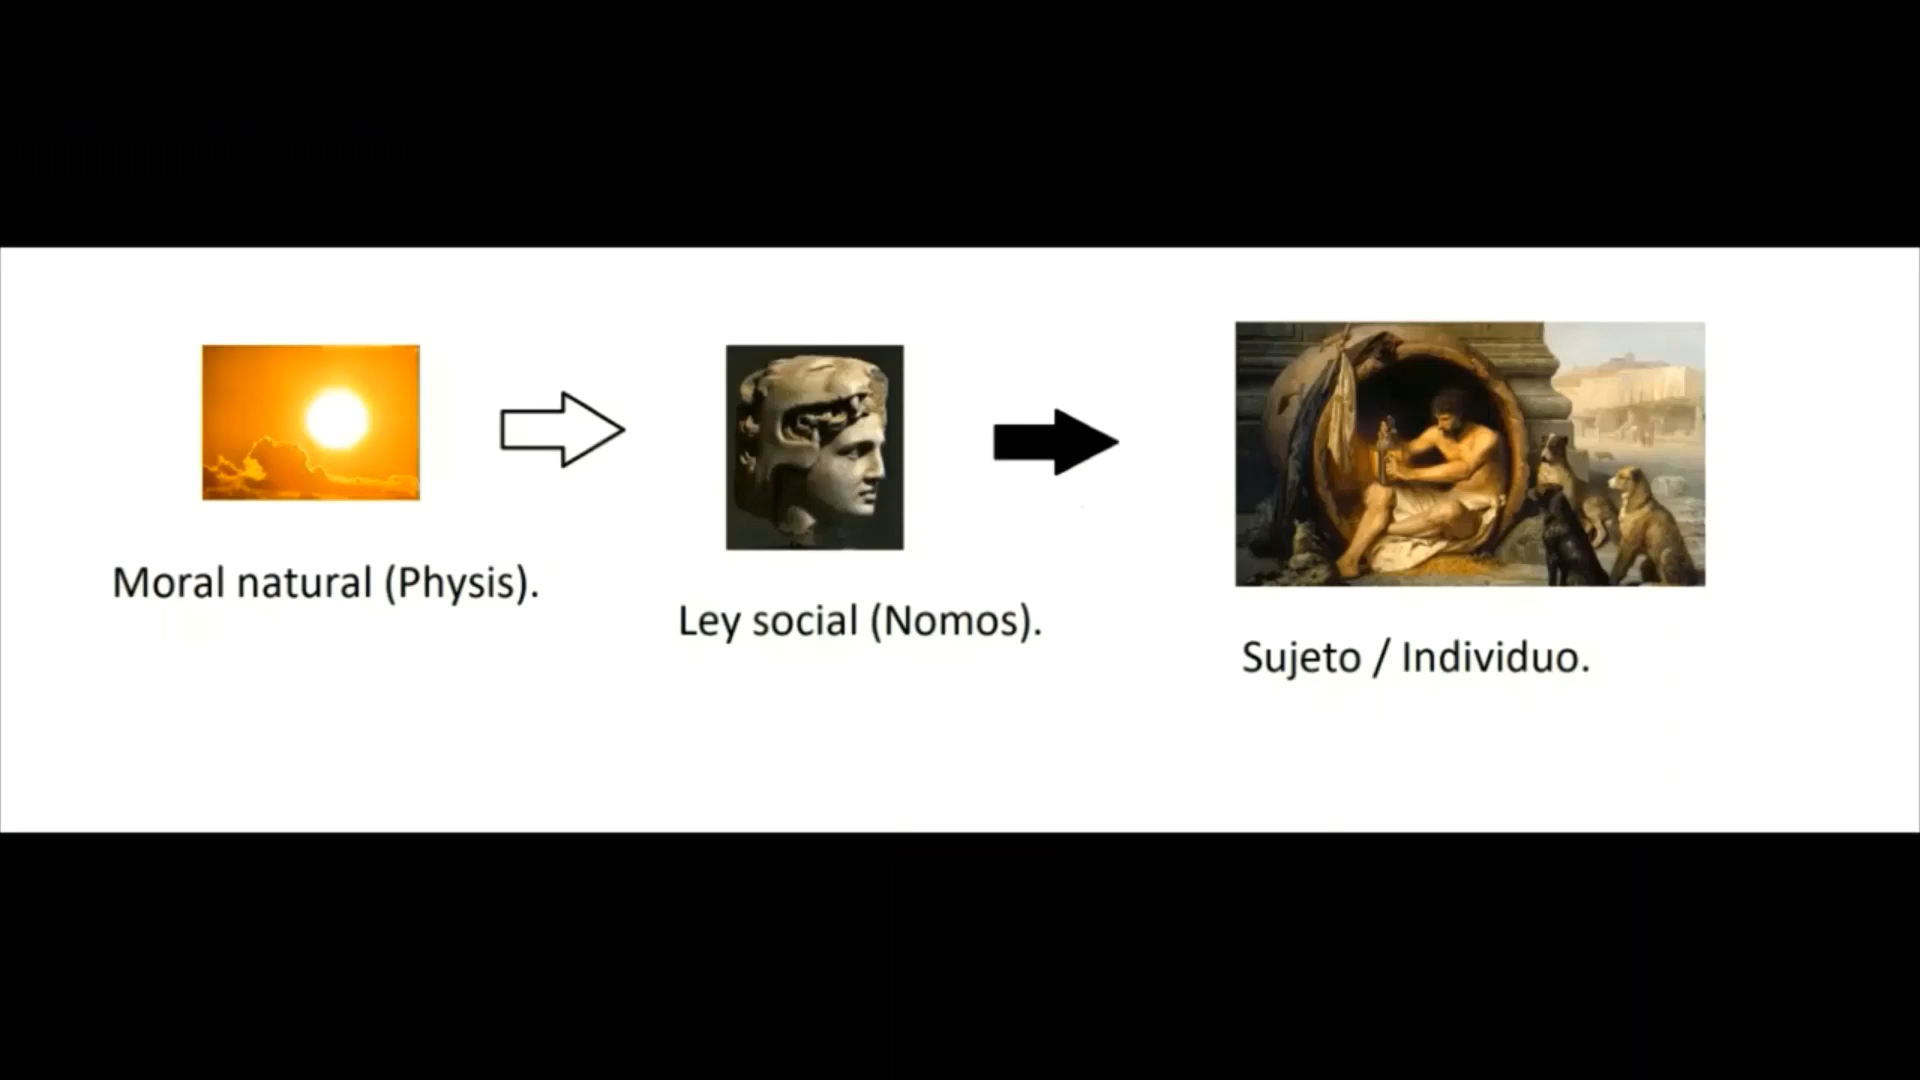 Moral natural (Physis).
Ley social (Nomos).
Sujeto / Individuo.